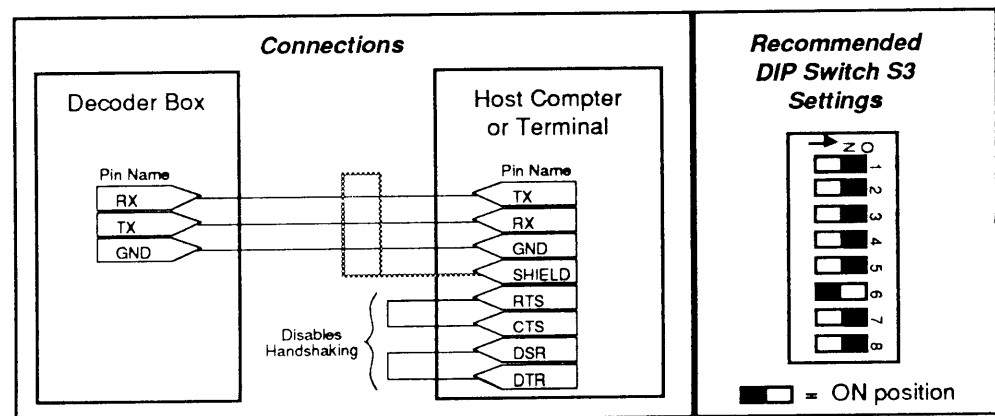 Connections
Decoder Box
Pin Name
RX
TX
GND
Host Compter
or Terminal
Pin Name
TX
RX
GND
SHIELD
RTS
CTS
DSR
DTR
Disables
Handshaking
Recommended
DIP Switch S3
Settings
ON
1
2
3
4
5
6
7
8
= ON position